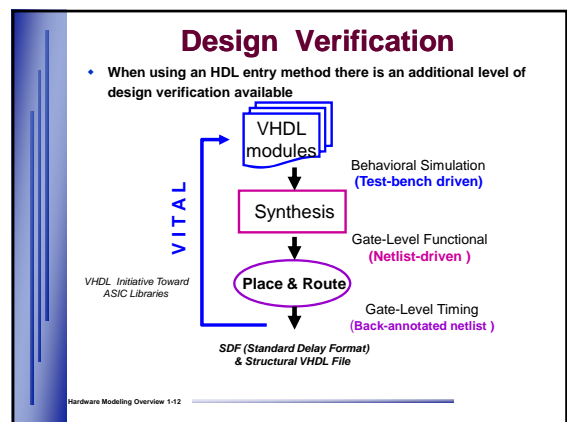 Design Verification
When using an HDL entry method there is an additional level of
design verification available
VHDL
modules
Behavioral Simulation
(Test-bench driven)
VITAL
Synthesis
Gate-Level Functional
(Netlist-driven )
VHDL Initiative Toward
ASIC Libraries
Place & Route
Gate-Level Timing
(Back-annotated netlist )
SDF (Standard Delay Format)
& Structural VHDL File
Hardware Modeling Overview 1-12